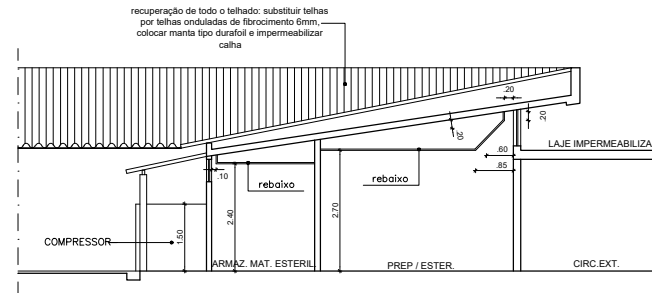 recuperação de todo o telhado: substituir telhas
por telhas onduladas de fibrocimento 6mm,
colocar manta tipo durafoil e impermeabilizar
calha
.20
.20
.20
LAJE IMPERMEABILIZA
.60
.10
rebaixo
rebaixo
.85
2.40
2.70
1.50
COMPRESSOR
ARMAZ. MAT. ESTERIL.
PREP / ESTER.
CIRC.EXT.